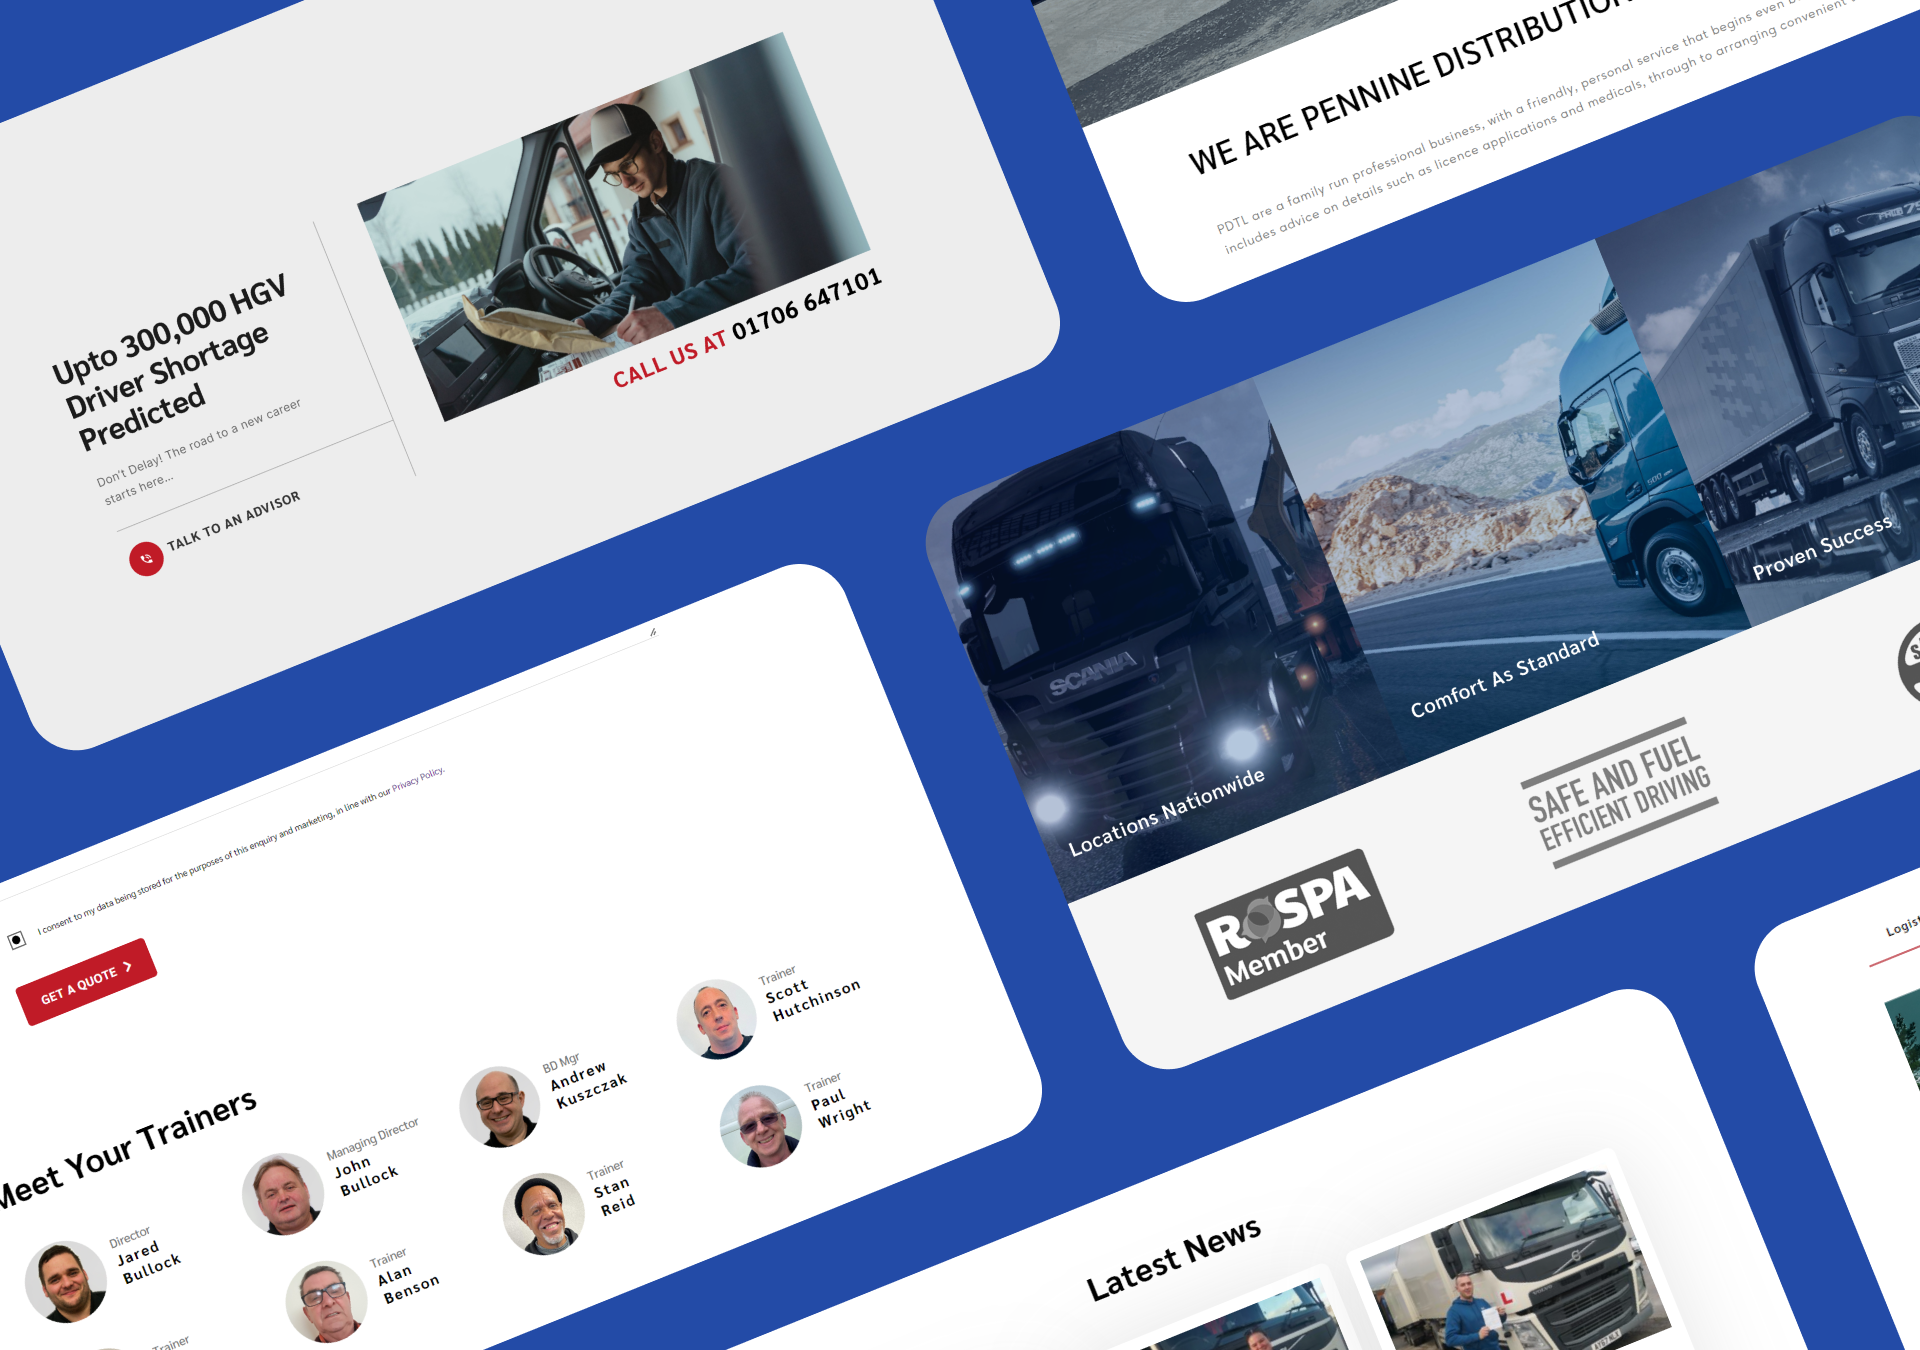 Upto 300,000 HGV
Driver Shortage
Predicted
Don't Delay! The road to a new career
starts here...
TALK TO AN ADVISOR
CALL US AT 01706 647101
WE ARE PENNINE DISTRIBUTION
PDTL are a family run professional business, with a friendly, personal service that begins even
includes advice on details such as licence applications and medicals, through to arranging convenient
SCANIA
500
Locations Nationwide
Comfort As Standard
Proven Success
RoSPA
Member
SAFE AND FUEL
EFFICIENT DRIVING
I consent to my data being stored for the purposes of this enquiry and marketing, in line with our Privacy Policy.
GET A QUOTE
Meet Your Trainers
Director
Jared
Bullock
Managing Director
John
Bullock
BD Mgr
Andrew
Kuszczak
Trainer
Scott
Hutchinson
Trainer
Alan
Benson
Trainer
Stan
Reid
Trainer
Paul
Wright
Trainer
Latest News
L
Logist